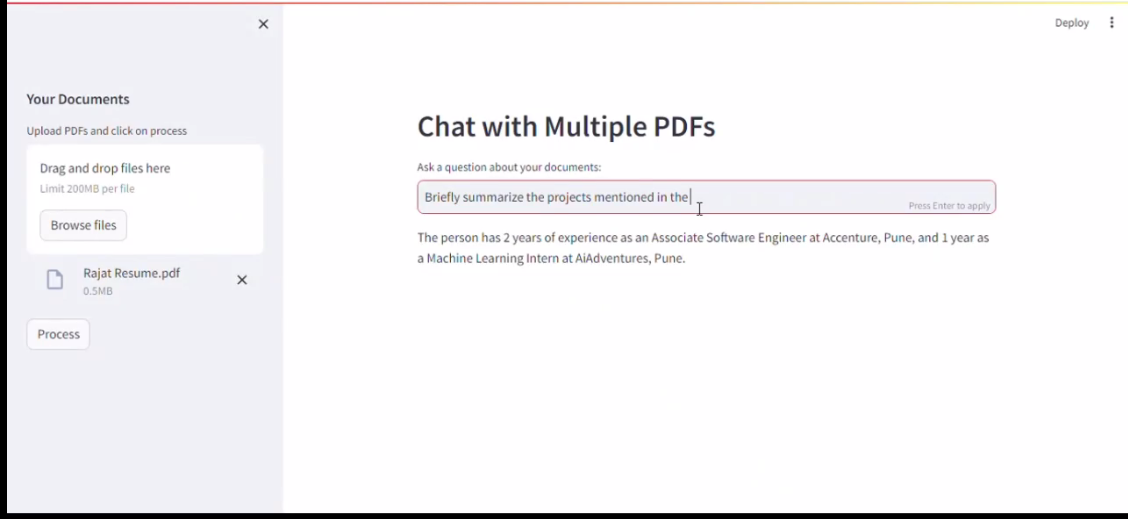 Deploy
Your Documents
Upload PDFs and click on process
Drag and drop files here
Limit 200MB per file
Browse files
Rajat Resume.pdf
0.5MB
Process
Chat with Multiple PDFs
Ask a question about your documents:
Briefly summarize the projects mentioned in the
Press Enter to apply
The person has 2 years of experience as an Associate Software Engineer at Accenture, Pune, and 1 year as
a Machine Learning Intern at AiAdventures, Pune.